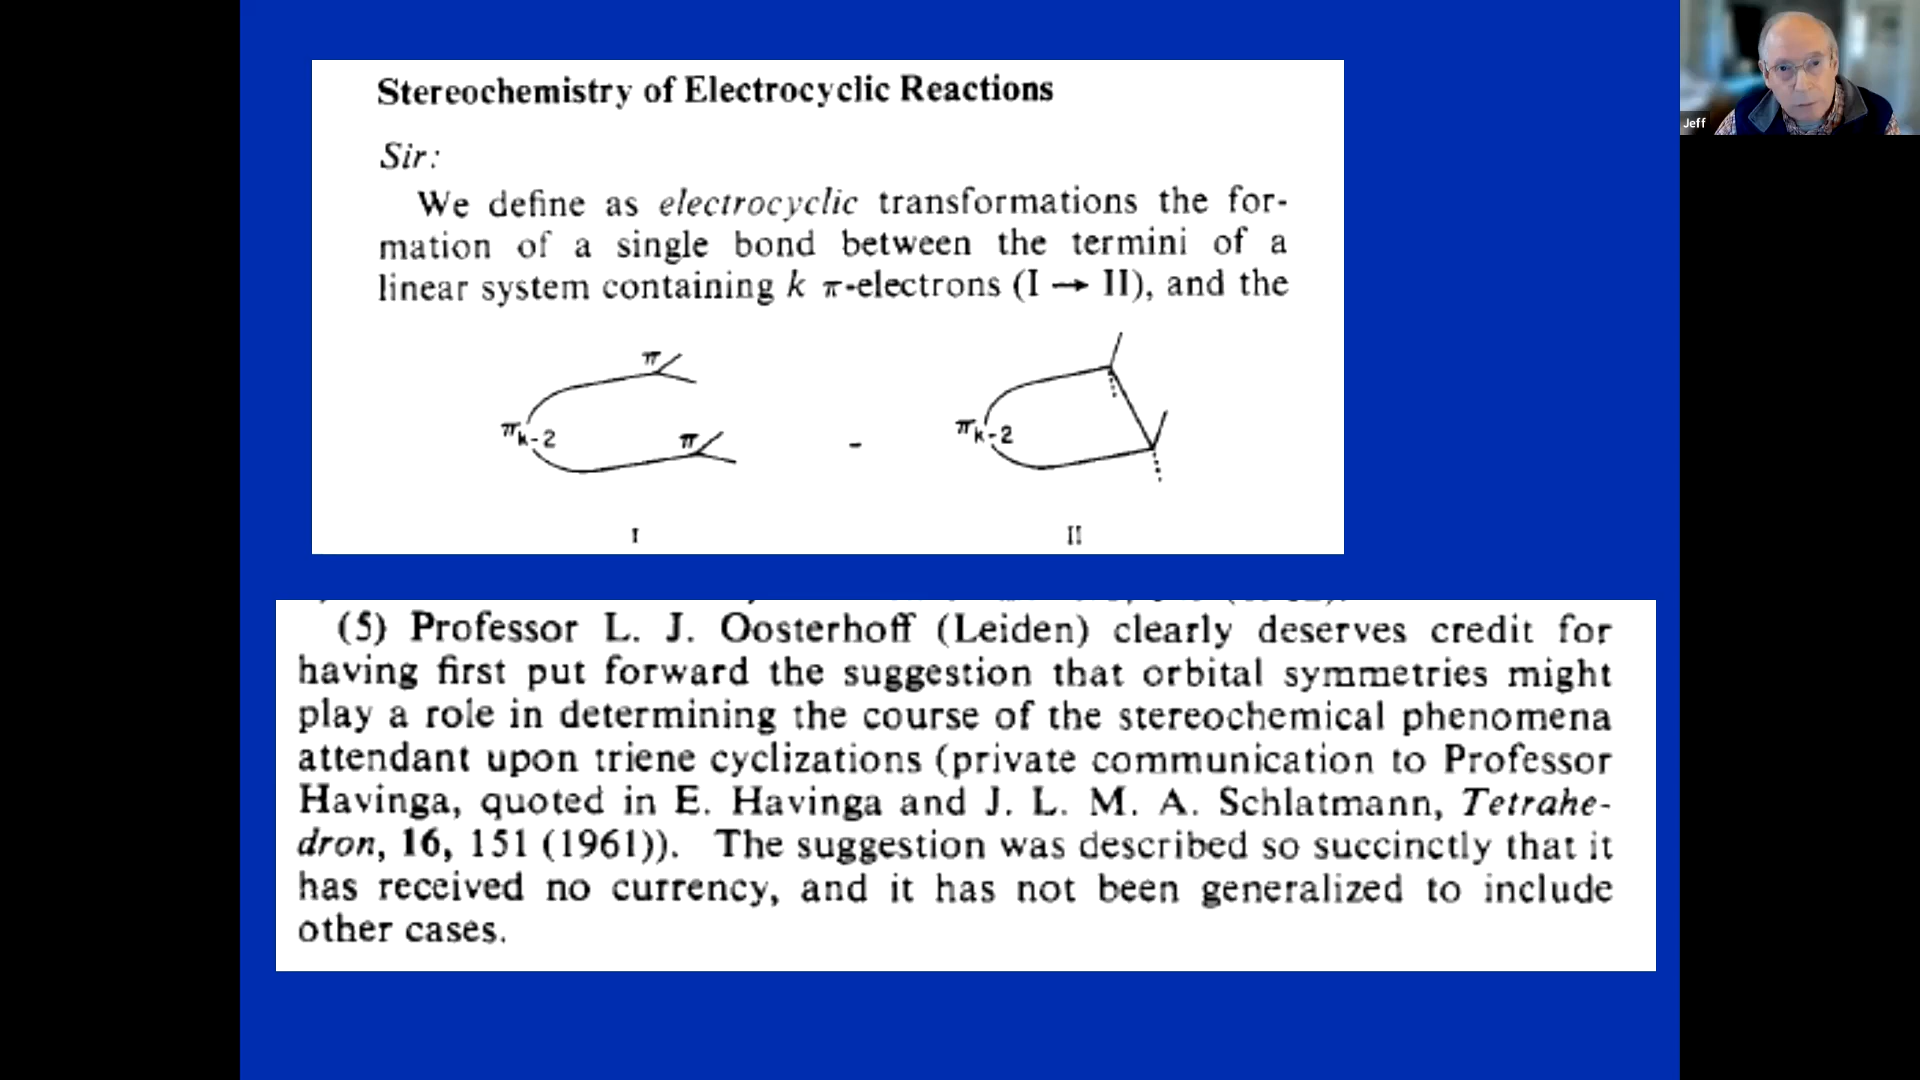 Stereochemistry of Electrocyclic Reactions
Sir:
We define as electrocyclic transformations the for-
mation of a single bond between the termini of a
linear system containing k π-electrons (I → II), and the
π
πk-2
π
-
πk-2
I
II
(5) Professor L. J. Oosterhoff (Leiden) clearly deserves credit for
having first put forward the suggestion that orbital symmetries might
play a role in determining the course of the stereochemical phenomena
attendant upon triene cyclizations (private communication to Professor
Havinga, quoted in E. Havinga and J. L. M. A. Schlatmann, Tetrahe-
dron, 16, 151 (1961)). The suggestion was described so succinctly that it
has received no currency, and it has not been generalized to include
other cases.
Jeff